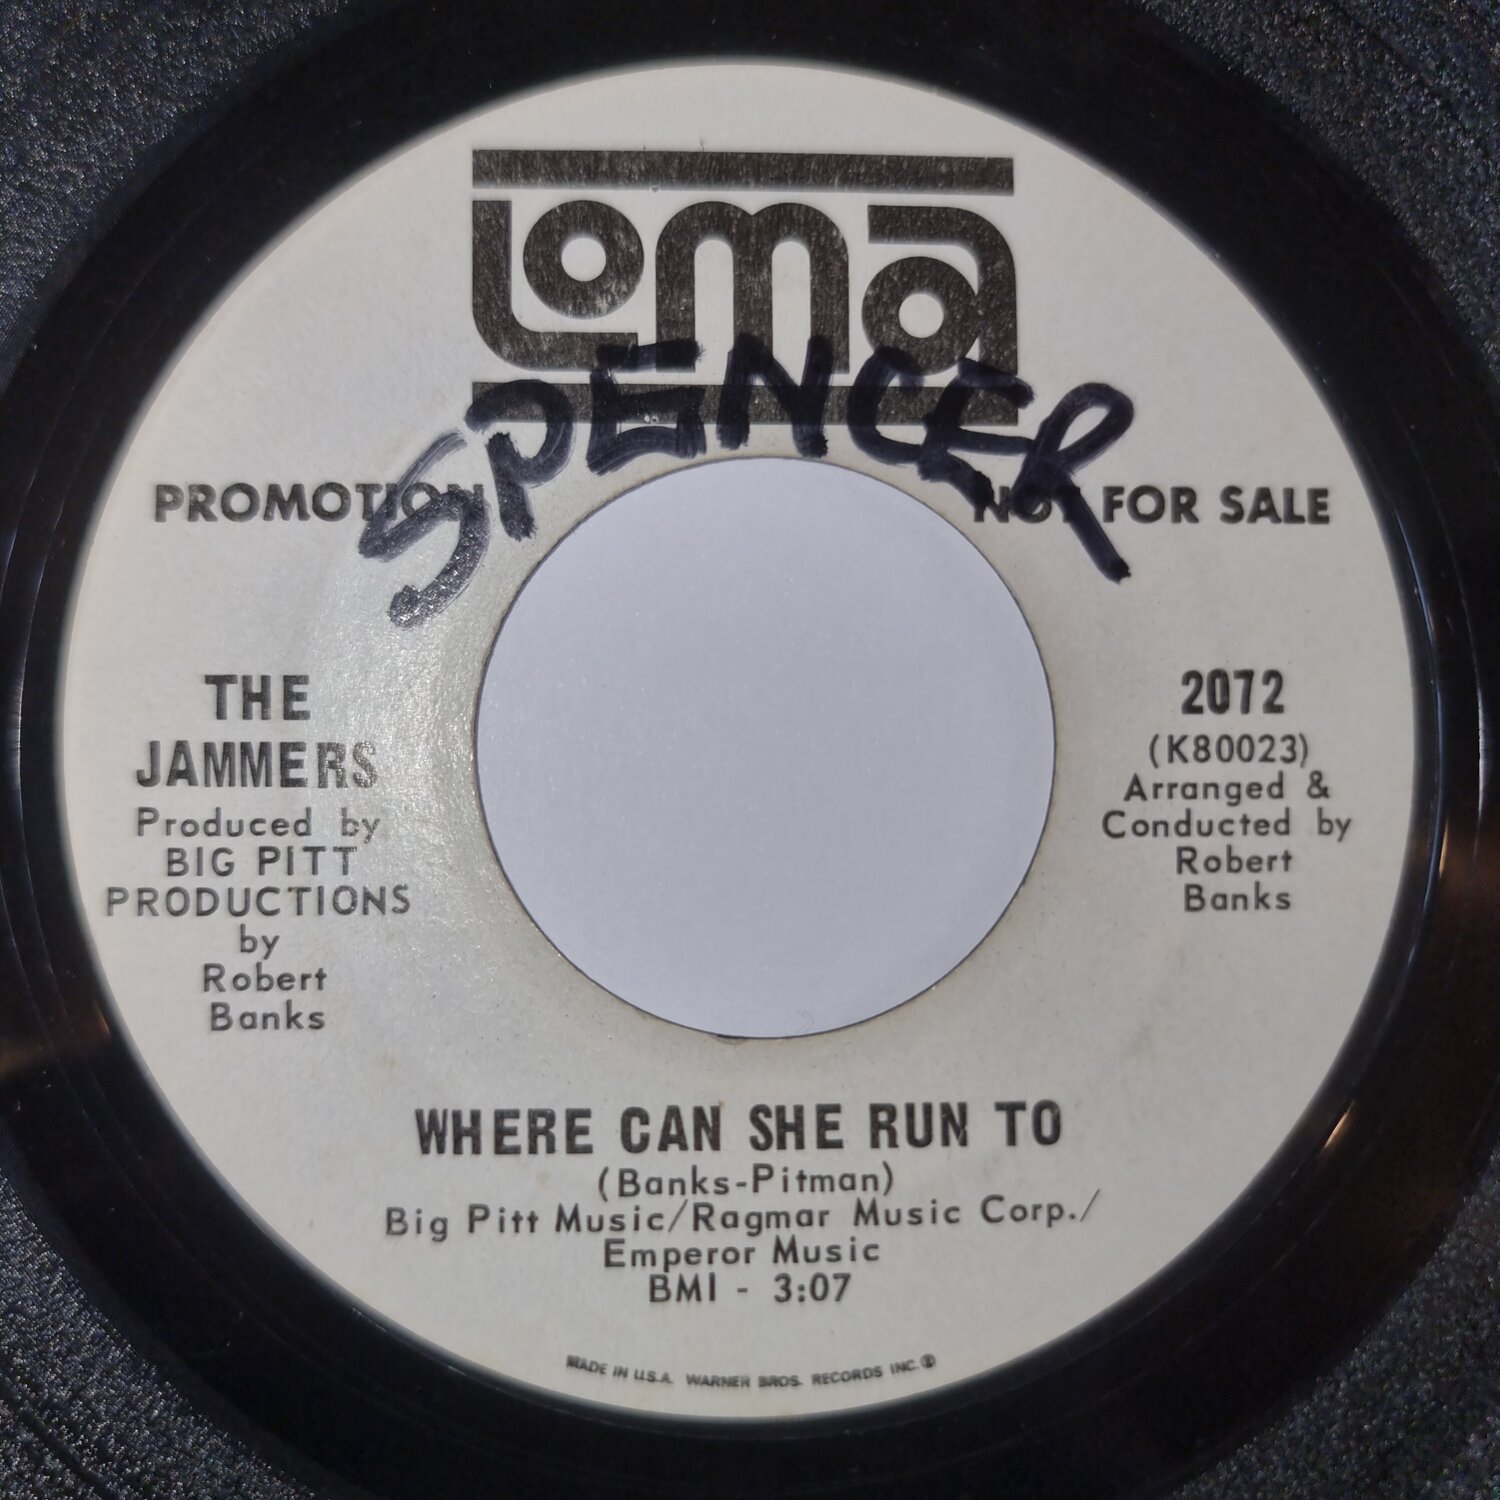 LOMA
SPENCER
PROMOTION NOT FOR SALE
THE
JAMMERS
Produced by
BIG PITT
PRODUCTIONS
by
Robert
Banks
2072
(K80023)
Arranged &
Conducted by
Robert
Banks
WHERE CAN SHE RUN TO
(Banks-Pitman)
Big Pitt Music/Ragmar Music Corp./
Emperor Music
BMI - 3:07
MADE IN U.S.A. WARNER BROS. RECORDS INC.®